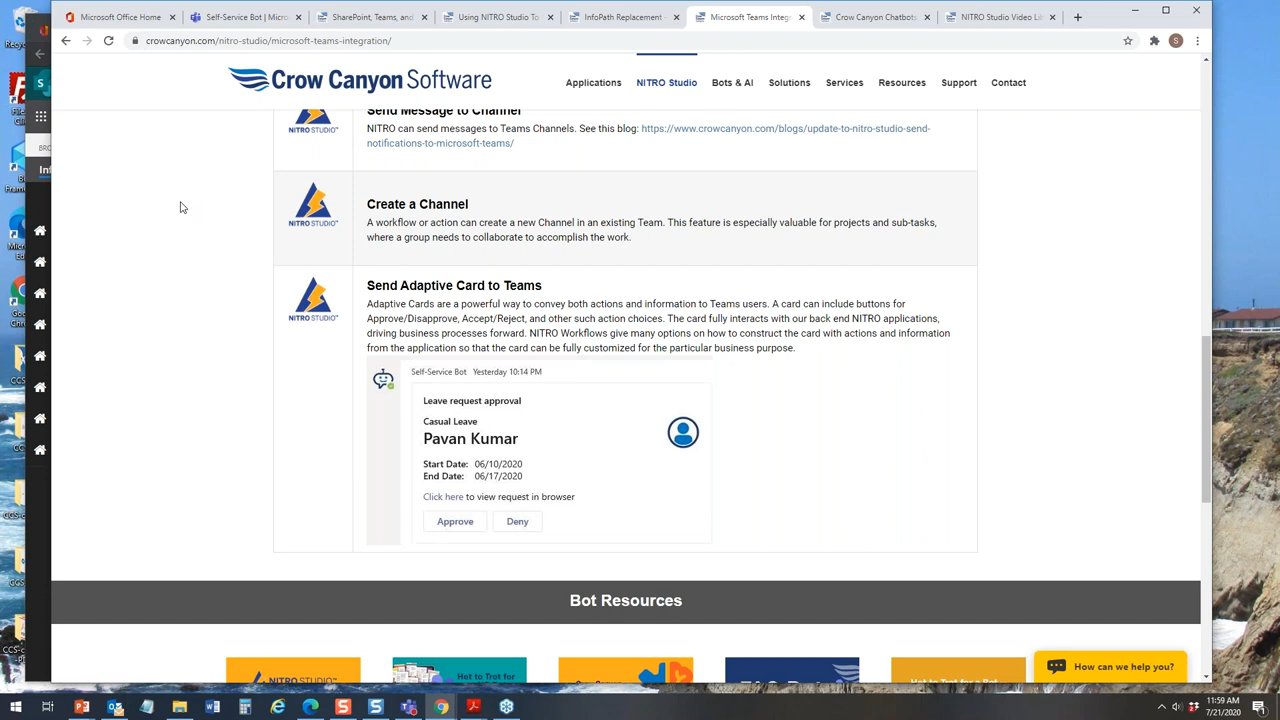 Microsoft Office Home
Self-Service Bot | Micros
SharePoint, Teams, and
Using NITRO Studio To
InfoPath Replacement -
Microsoft Teams Integ
Crow Canyon Chatbots
NITRO Studio Video Li
crowcanyon.com/nitro-studio/microsoft-teams-integration/
Crow Canyon Software
Applications
NITRO Studio
Bots & AI
Solutions
Services
Resources
Support
Contact
Send Message to Channel
NITRO STUDIO™
NITRO can send messages to Teams Channels. See this blog: https://www.crowcanyon.com/blogs/update-to-nitro-studio-send-
notifications-to-microsoft-teams/
NITRO STUDIO™
Create a Channel
A workflow or action can create a new Channel in an existing Team. This feature is especially valuable for projects and sub-tasks,
where a group needs to collaborate to accomplish the work.
NITRO STUDIO™
Send Adaptive Card to Teams
Adaptive Cards are a powerful way to convey both actions and information to Teams users. A card can include buttons for
Approve/Disapprove, Accept/Reject, and other such action choices. The card fully interacts with our back end NITRO applications,
driving business processes forward. NITRO Workflows give many options on how to construct the card with actions and information
from the application so that the card can be fully customized for the particular business purpose.
Self-Service Bot Yesterday 10:14 PM
Leave request approval
Casual Leave
Pavan Kumar
Start Date: 06/10/2020
End Date: 06/17/2020
Click here to view request in browser
Approve
Deny
Bot Resources
Hot to Trot for
How can we help you?
11:59 AM
7/21/2020